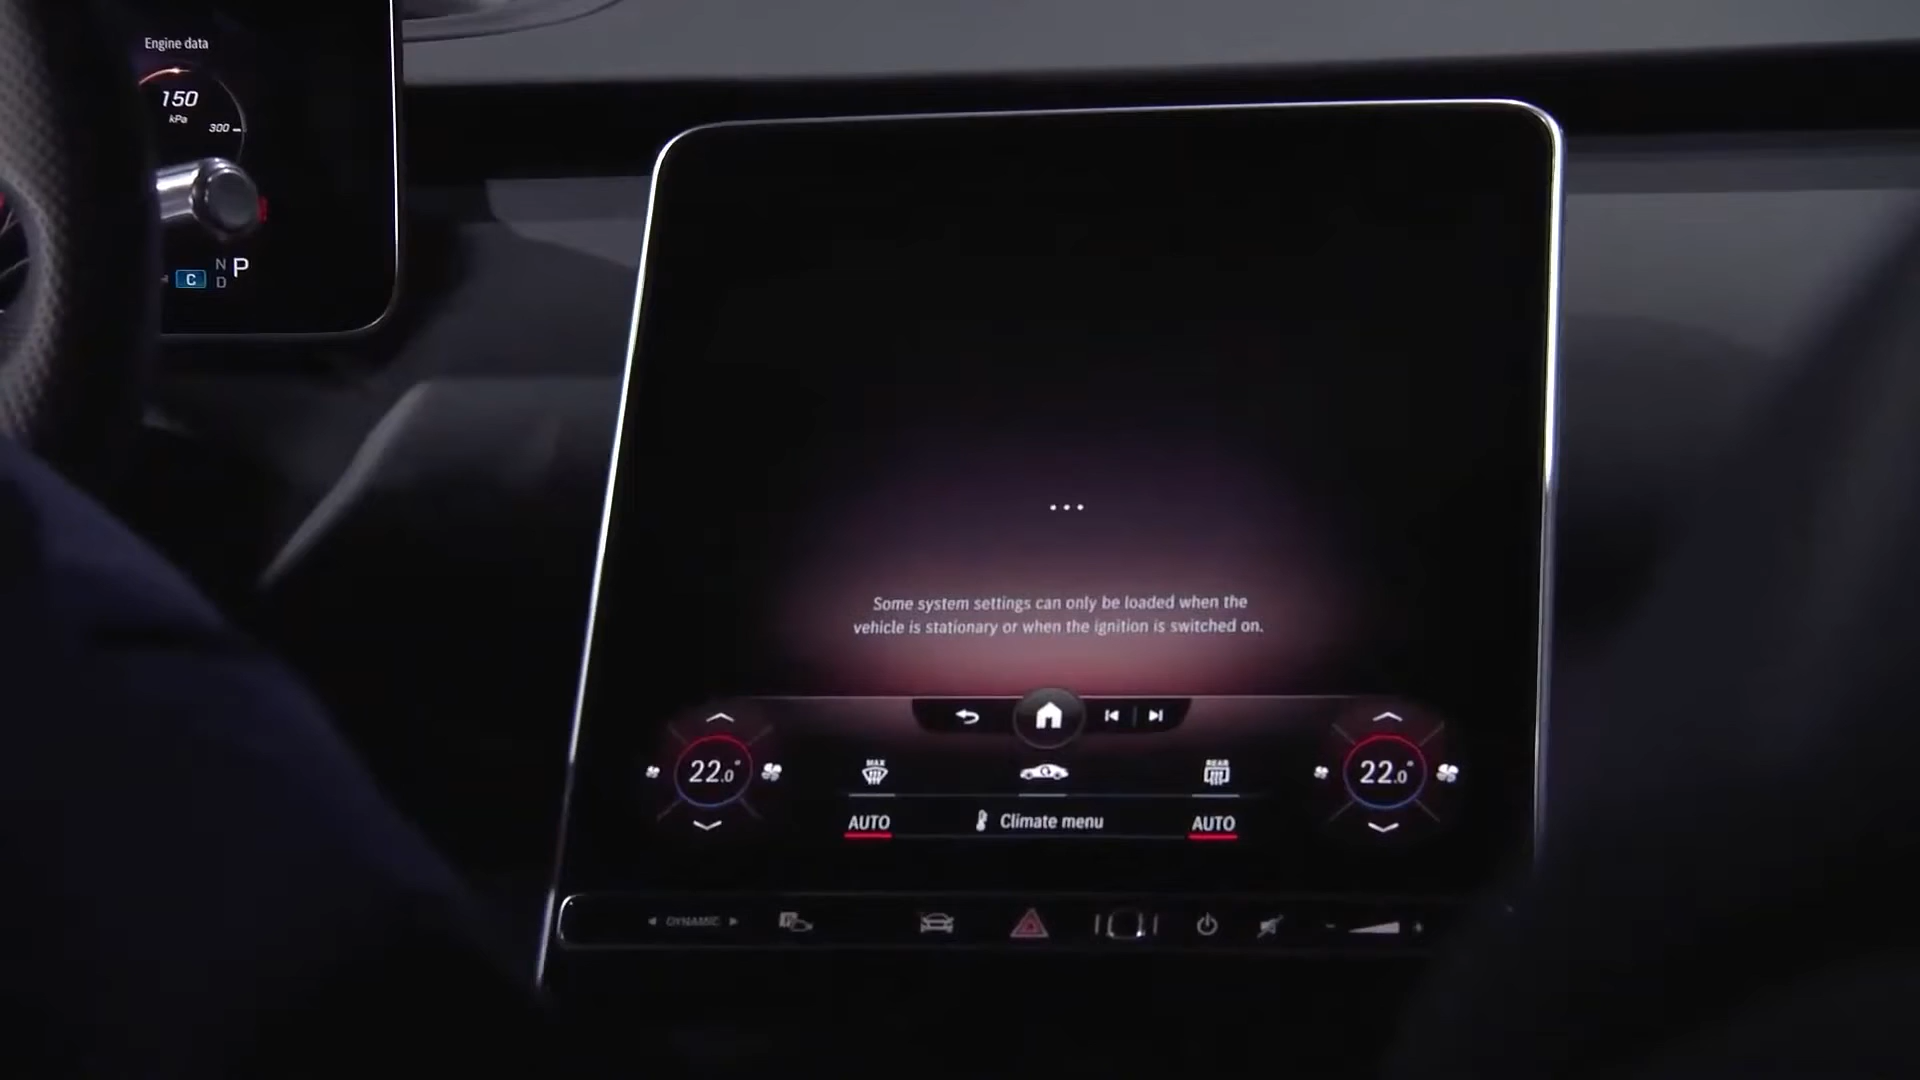 Engine data
150
kPa
300
C
N
P
D
Some system settings can only be loaded when the
vehicle is stationary or when the ignition is switched on.
22.0°
MAX
REAR
22.0°
AUTO
Climate menu
AUTO
DYNAMIC